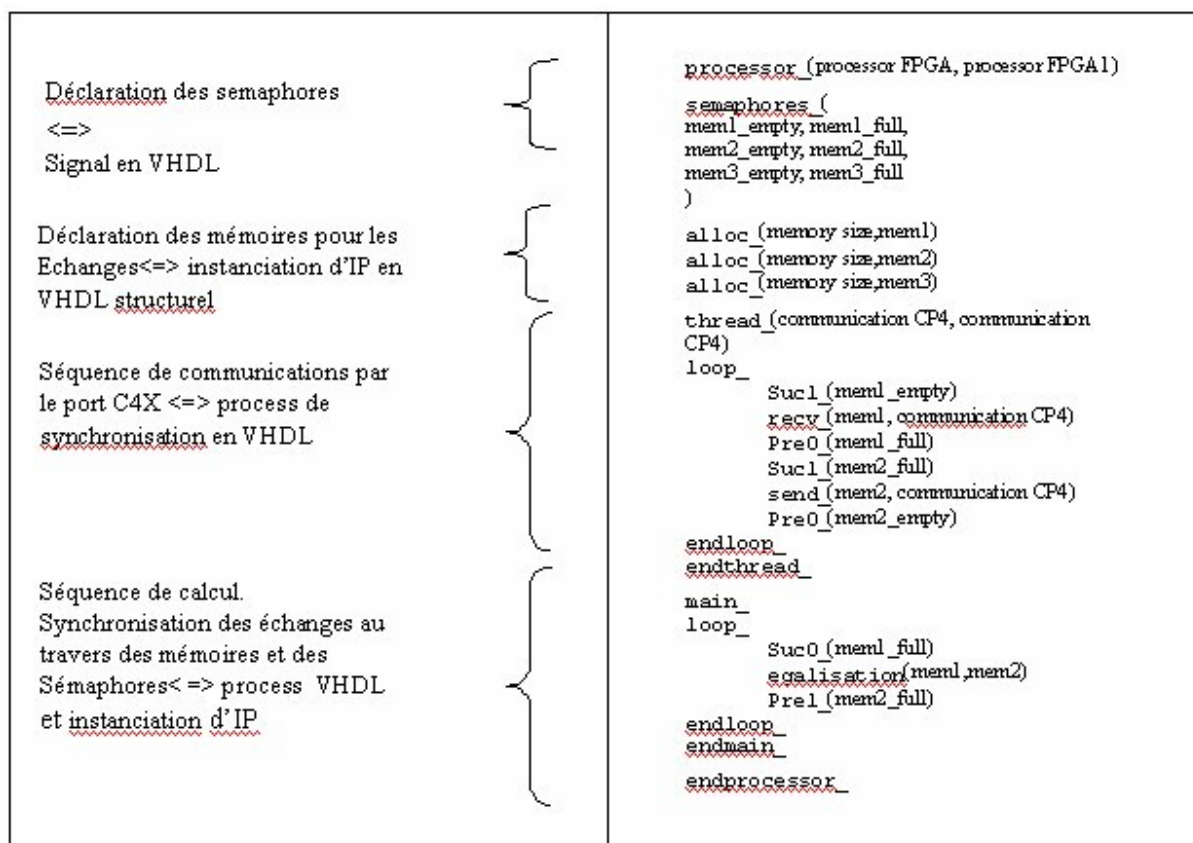 Déclaration des semaphores
<=>
Signal en VHDL
Déclaration des mémoires pour les
Echanges<=> instanciation d'IP en
VHDL structurel
Séquence de communications par
le port C4X <=> process de
synchronisation en VHDL
Séquence de calcul.
Synchronisation des échanges au
travers des mémoires et des
Sémaphores< => process VHDL
et instanciation d'IP
processor_(processor FPGA, processor FPGA1)
semaphores_(
mem1_empty, mem1_full,
mem2_empty, mem2_full,
mem3_empty, mem3_full
)
alloc_(memory size,mem1)
alloc_(memory size,mem2)
alloc_(memory size,mem3)
thread_(communication CP4, communication
CP4)
loop_
Suc1_(mem1_empty)
recv_(mem1, communication CP4)
Pre0_(mem1_full)
Suc1_(mem2_full)
send_(mem2, communication CP4)
Pre0_(mem2_empty)
endloop_
endthread_
main_
loop_
Suc0_(mem1_full)
egalisation(mem1,mem2)
Pre1_(mem2_full)
endloop_
endmain_
endprocessor_